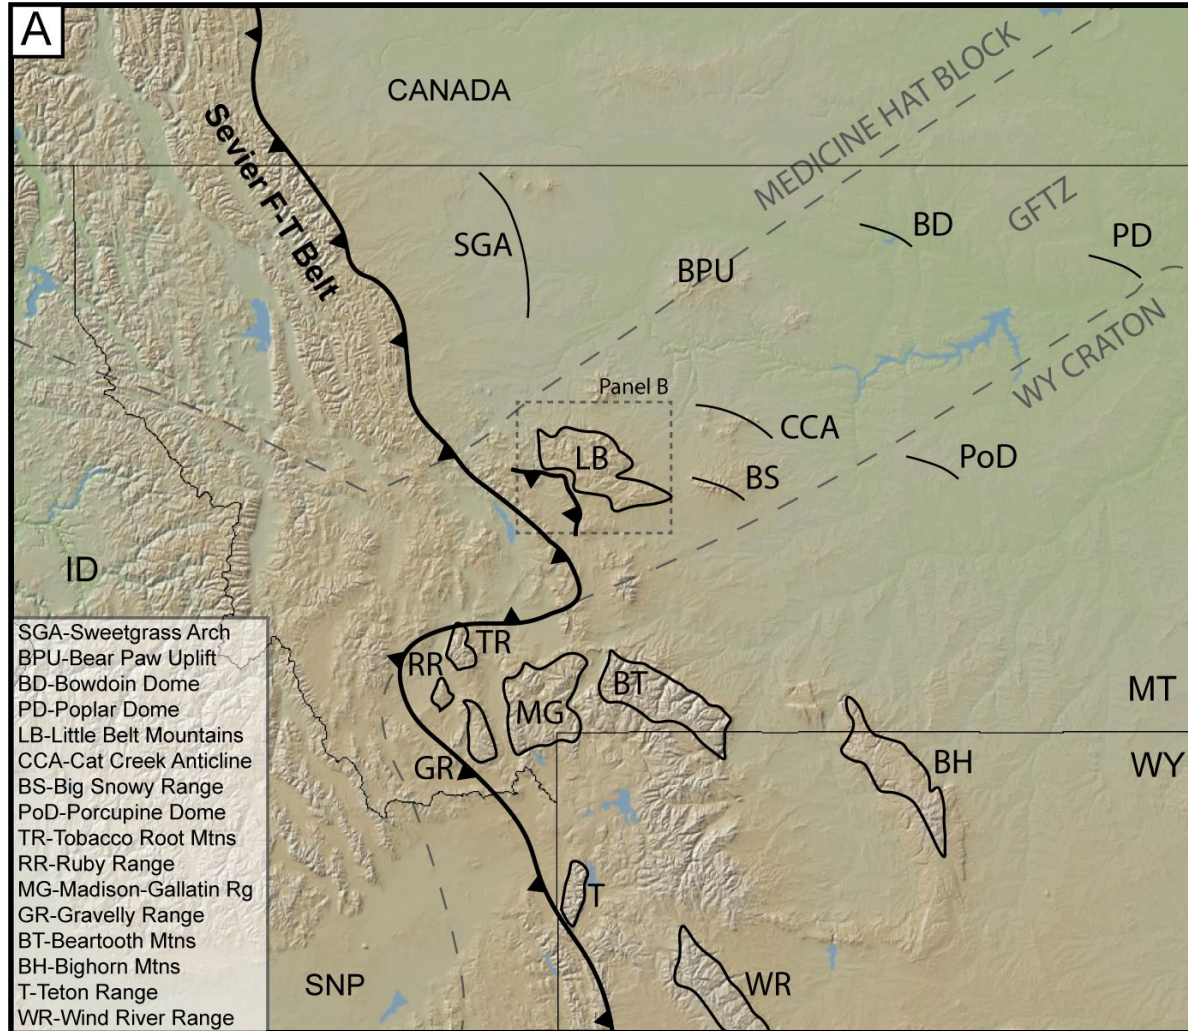 A
CANADA
MEDICINE HAT BLOCK
Sevier F-T Belt
SGA
BD
GFTZ
PD
BPU
WY CRATON
Panel B
CCA
LB
PoD
BS
ID
TR
RR
BT
MG
MT
GR
BH
WY
T
SNP
WR
SGA-Sweetgrass Arch
BPU-Bear Paw Uplift
BD-Bowdoin Dome
PD-Poplar Dome
LB-Little Belt Mountains
CCA-Cat Creek Anticline
BS-Big Snowy Range
PoD-Porcupine Dome
TR-Tobacco Root Mtns
RR-Ruby Range
MG-Madison-Gallatin Rg
GR-Gravelly Range
BT-Beartooth Mtns
BH-Bighorn Mtns
T-Teton Range
WR-Wind River Range